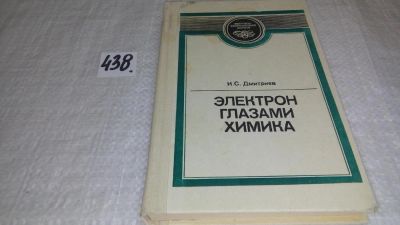 438.
И.С. Дмитриев
ЭЛЕКТРОН
ГЛАЗАМИ
ХИМИКА